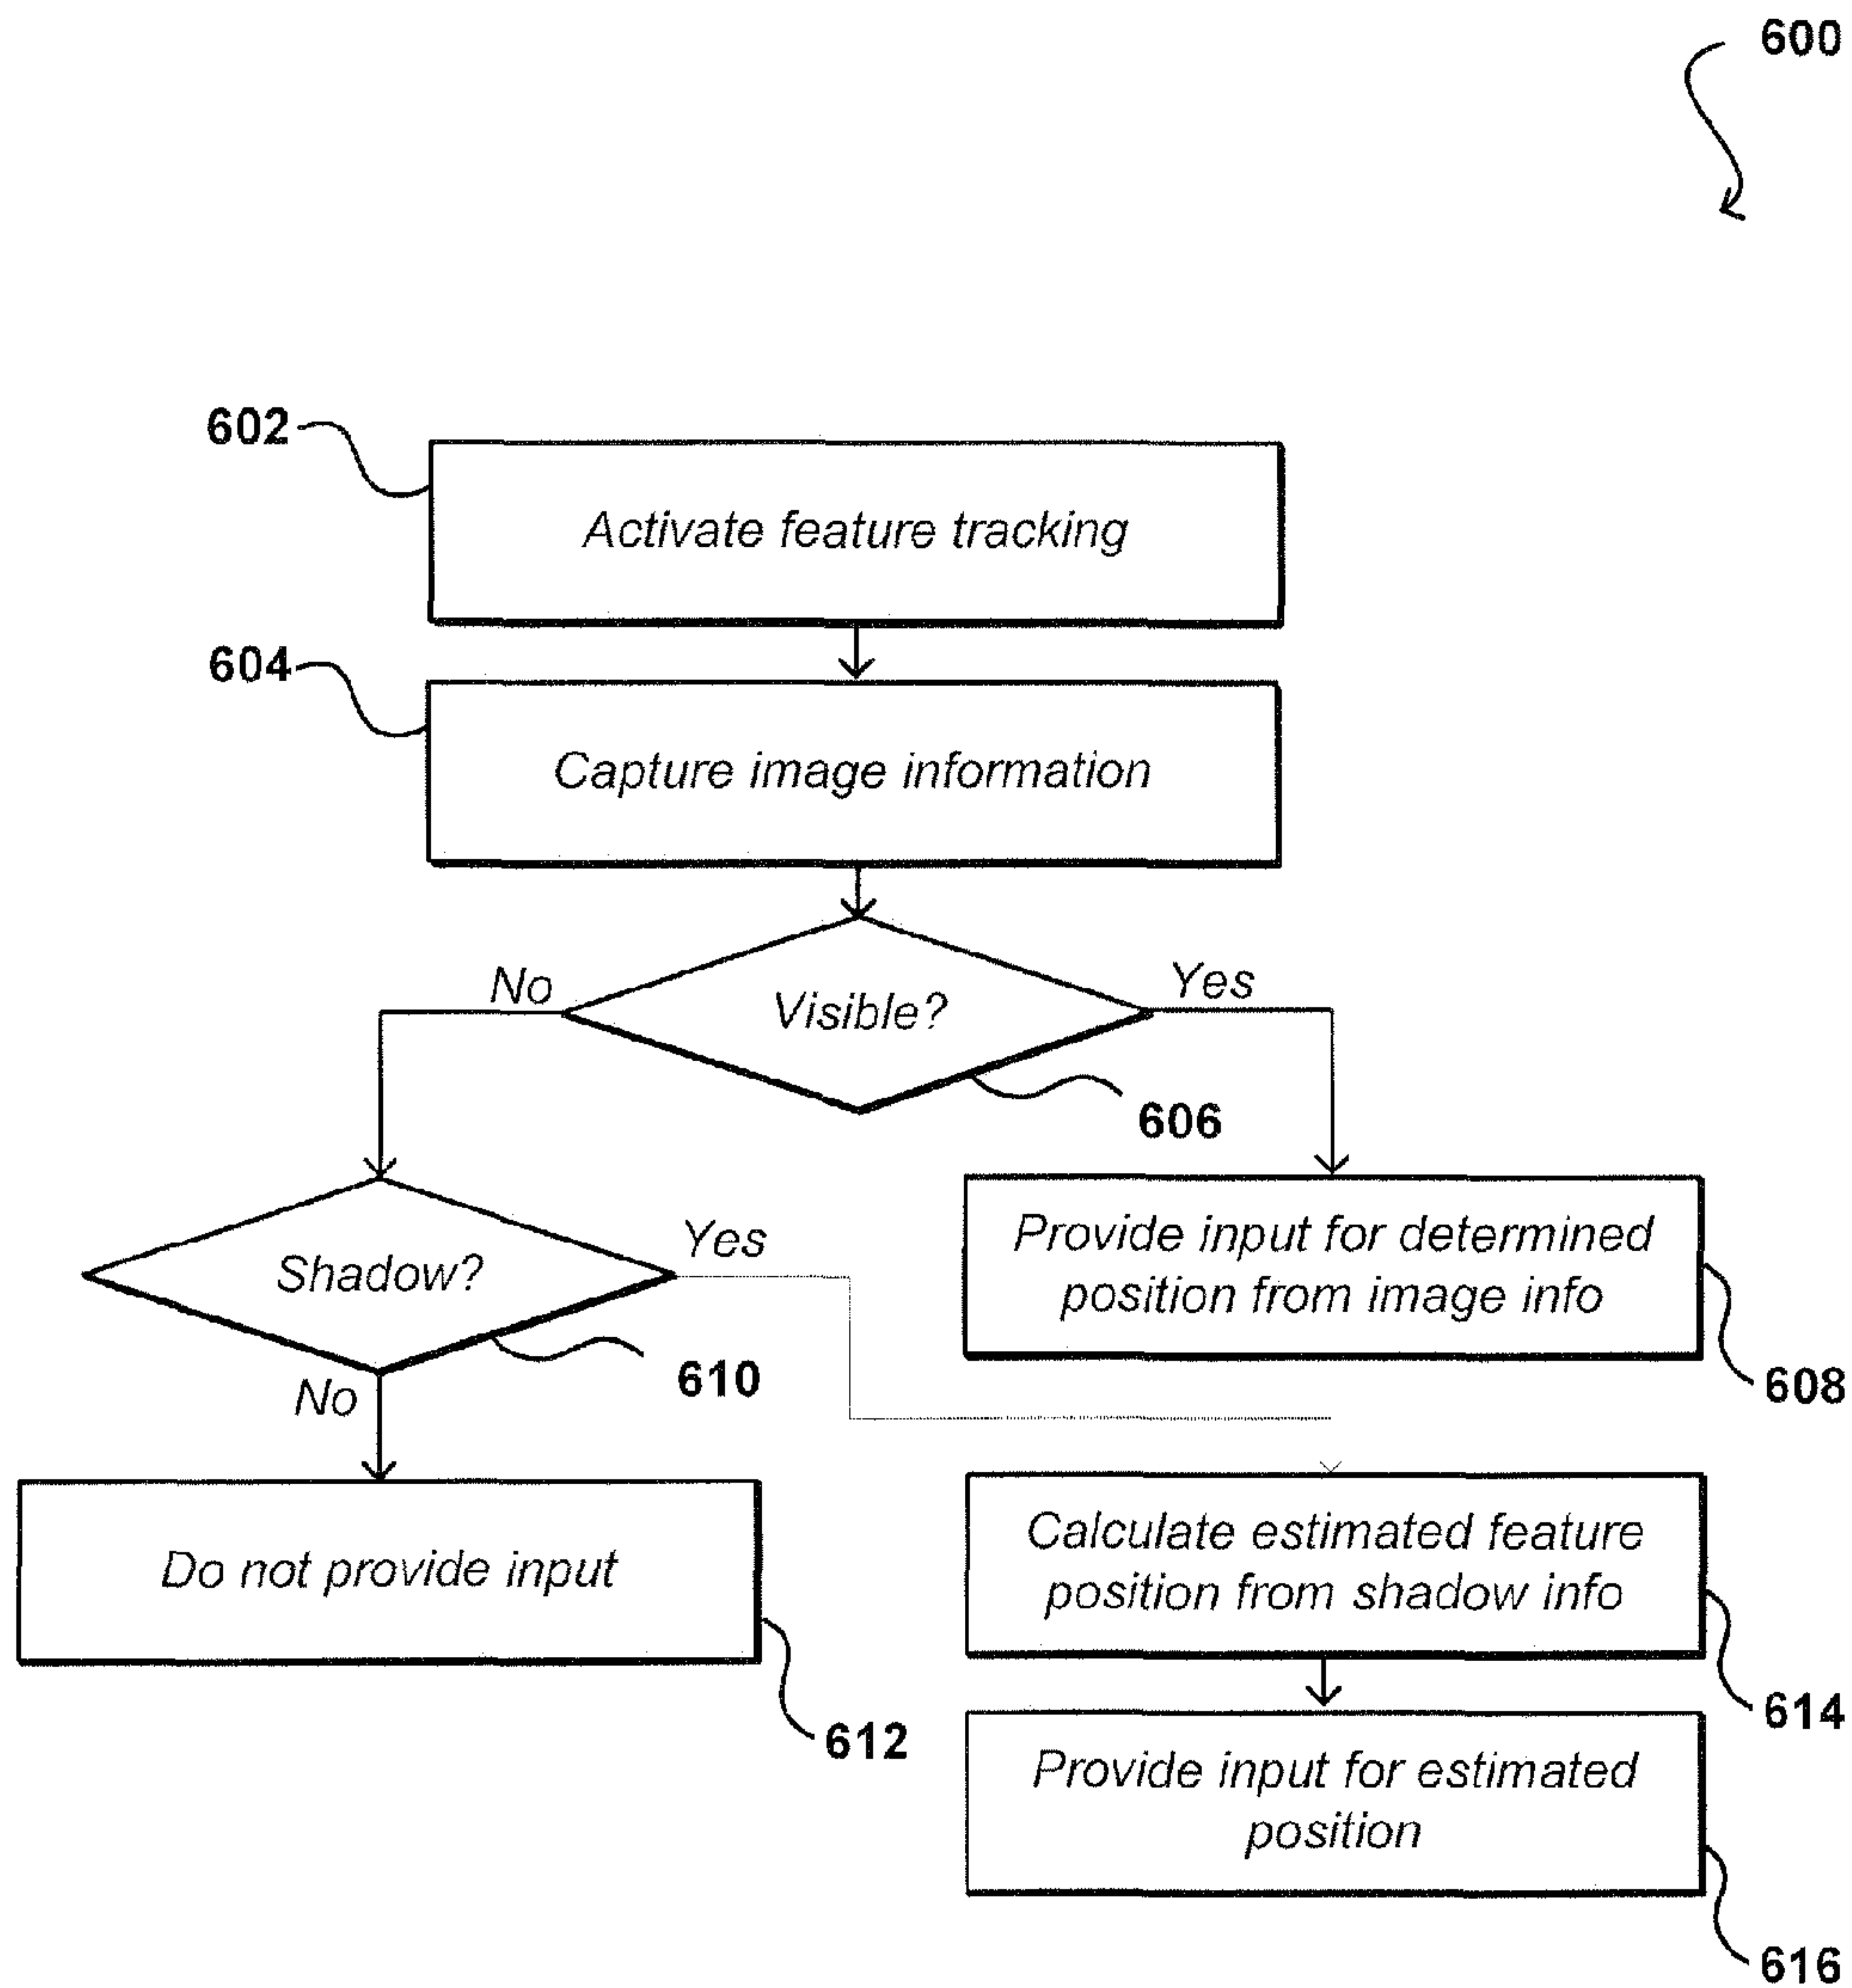 600
602
Activate feature tracking
604
Capture image information
No
Visible?
Yes
606
Shadow?
Yes
610
No
Provide input for determined
position from image info
608
Do not provide input
612
Calculate estimated feature
position from shadow info
614
Provide input for estimated
position
616